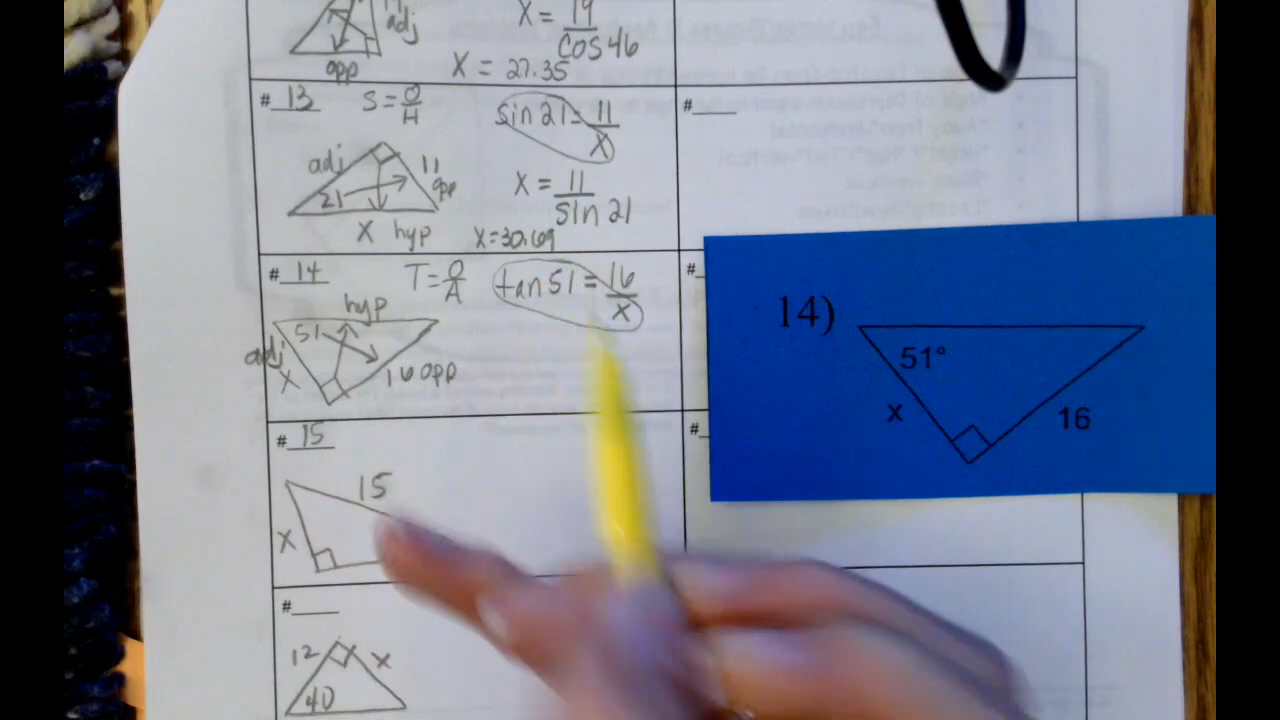 adj
opp
x = 19/cos 46
x = 27.35
# 13
S = O/H
sin 21 = 11/x
adj
11
opp
21
x hyp
x = 11/sin 21
x = 30.69
#
# 14
T = O/A
tan 51 = 16/x
hyp
51
adj
x
16 opp
#
14)
51°
x
16
# 15
15
x
#
#
12
x
40